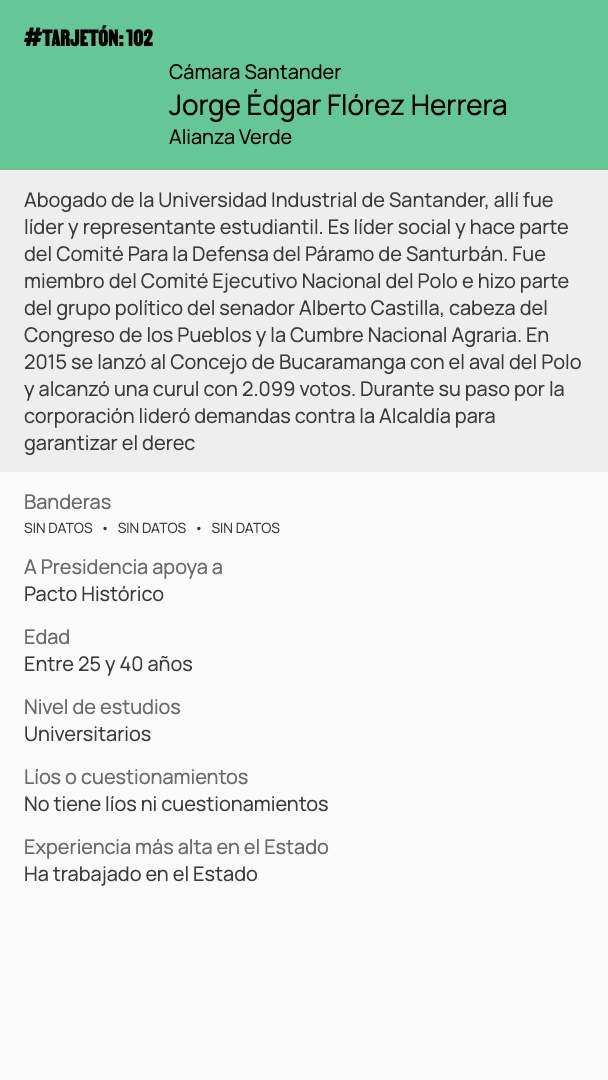 #TARJETÓN: 102
Cámara Santander
Jorge Édgar Flórez Herrera
Alianza Verde
Abogado de la Universidad Industrial de Santander, allí fue
líder y representante estudiantil. Es líder social y hace parte
del Comité Para la Defensa del Páramo de Santurbán. Fue
miembro del Comité Ejecutivo Nacional del Polo e hizo parte
del grupo político del senador Alberto Castilla, cabeza del
Congreso de los Pueblos y la Cumbre Nacional Agraria. En
2015 se lanzó al Concejo de Bucaramanga con el aval del Polo
y alcanzó una curul con 2.099 votos. Durante su paso por la
corporación lideró demandas contra la Alcaldía para
garantizar el derec
Banderas
SIN DATOS • SIN DATOS • SIN DATOS
A Presidencia apoya a
Pacto Histórico
Edad
Entre 25 y 40 años
Nivel de estudios
Universitarios
Líos o cuestionamientos
No tiene líos ni cuestionamientos
Experiencia más alta en el Estado
Ha trabajado en el Estado